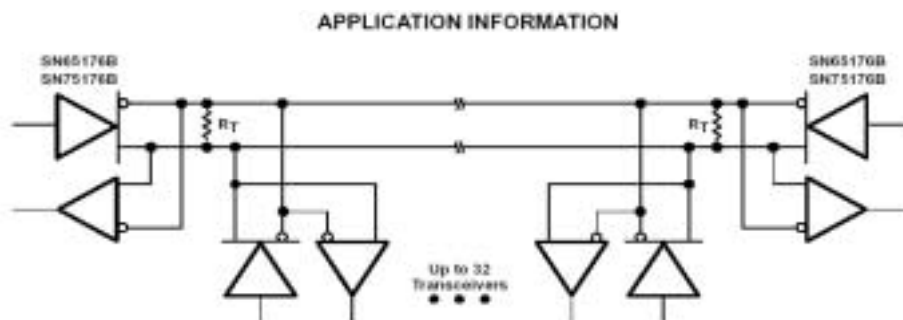 APPLICATION INFORMATION
SN65176B
SN75176B
SN65176B
SN75176B
RT
RT
Up to 32
Transceivers